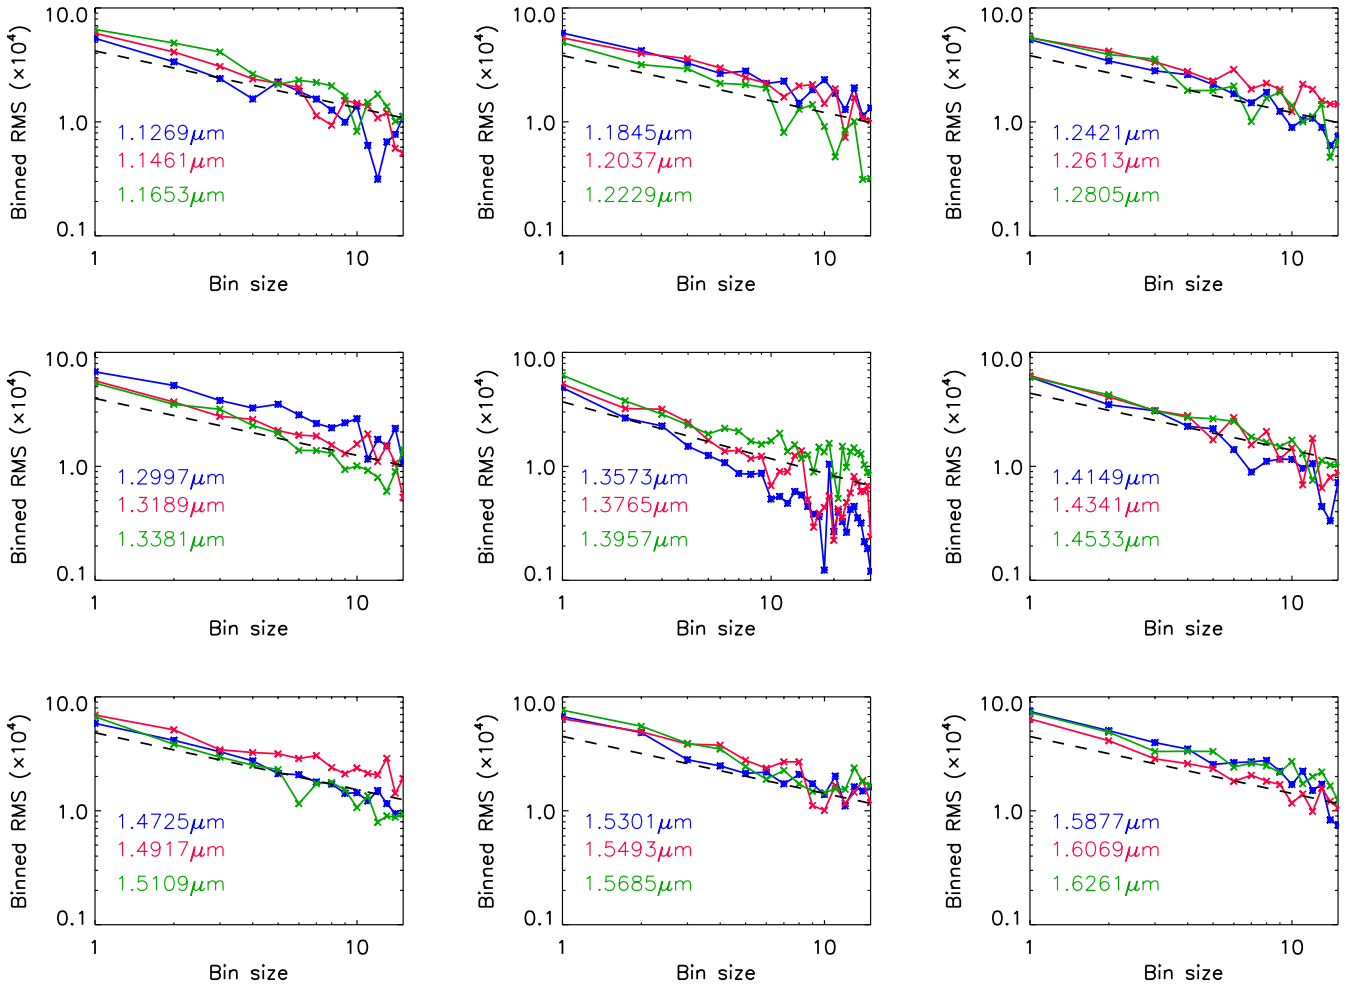 10.0
1.0
0.1
Binned RMS (×10⁴)
1.1269μm
1.1461μm
1.1653μm
1 10
Bin size
10.0
1.0
0.1
Binned RMS (×10⁴)
1.1845μm
1.2037μm
1.2229μm
1 10
Bin size
10.0
1.0
0.1
Binned RMS (×10⁴)
1.2421μm
1.2613μm
1.2805μm
1 10
Bin size
10.0
1.0
0.1
Binned RMS (×10⁴)
1.2997μm
1.3189μm
1.3381μm
1 10
Bin size
10.0
1.0
0.1
Binned RMS (×10⁴)
1.3573μm
1.3765μm
1.3957μm
1 10
Bin size
10.0
1.0
0.1
Binned RMS (×10⁴)
1.4149μm
1.4341μm
1.4533μm
1 10
Bin size
10.0
1.0
0.1
Binned RMS (×10⁴)
1.4725μm
1.4917μm
1.5109μm
1 10
Bin size
10.0
1.0
0.1
Binned RMS (×10⁴)
1.5301μm
1.5493μm
1.5685μm
1 10
Bin size
10.0
1.0
0.1
Binned RMS (×10⁴)
1.5877μm
1.6069μm
1.6261μm
1 10
Bin size